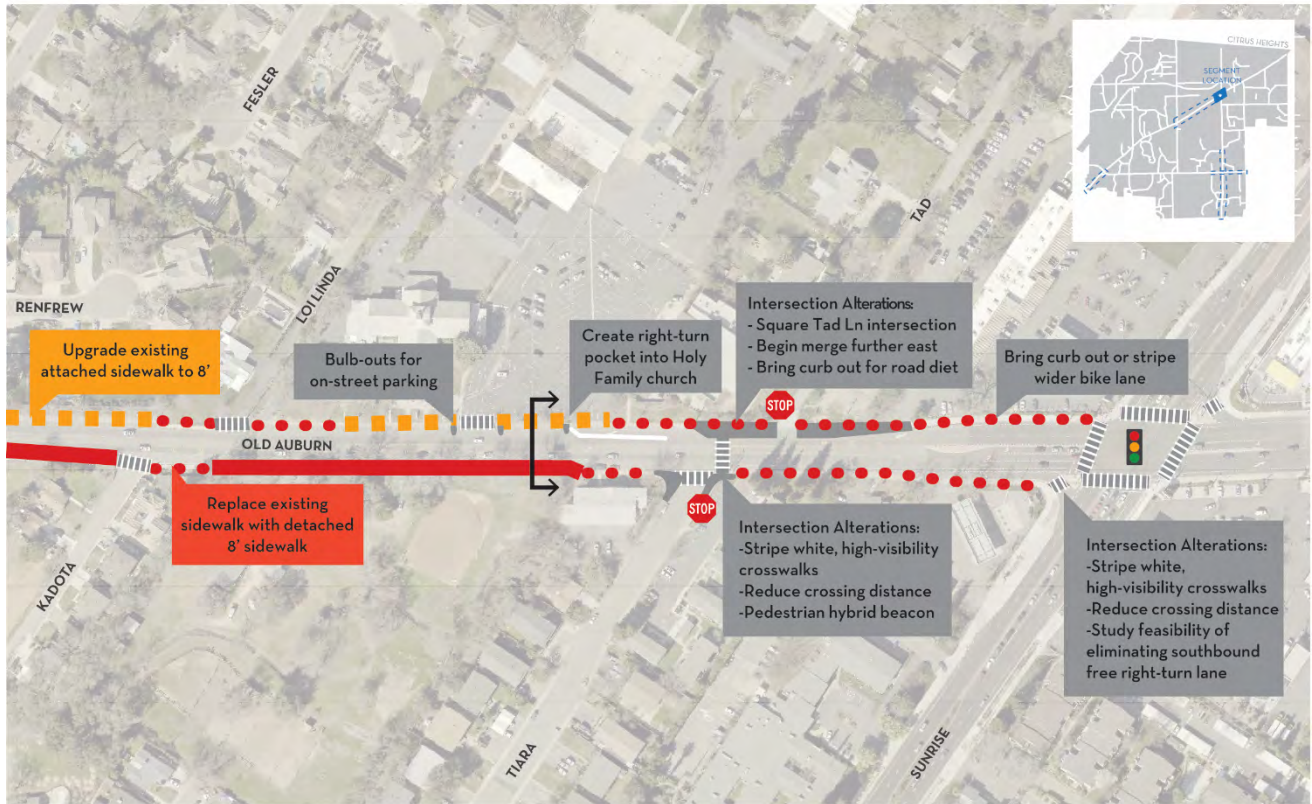 CITRUS HEIGHTS
SEGMENT
LOCATION
FESLER
TAD
LOI LINDA
RENFREW
Upgrade existing
attached sidewalk to 8'
Bulb-outs for
on-street parking
Create right-turn
pocket into Holy
Family church
Intersection Alterations:
- Square Tad Ln intersection
- Begin merge further east
- Bring curb out for road diet
Bring curb out or stripe
wider bike lane
STOP
OLD AUBURN
Replace existing
sidewalk with detached
8' sidewalk
STOP
Intersection Alterations:
-Stripe white, high-visibility
crosswalks
-Reduce crossing distance
-Pedestrian hybrid beacon
Intersection Alterations:
-Stripe white,
high-visibility crosswalks
-Reduce crossing distance
-Study feasibility of
eliminating southbound
free right-turn lane
KADOTA
TIARA
SUNRISE